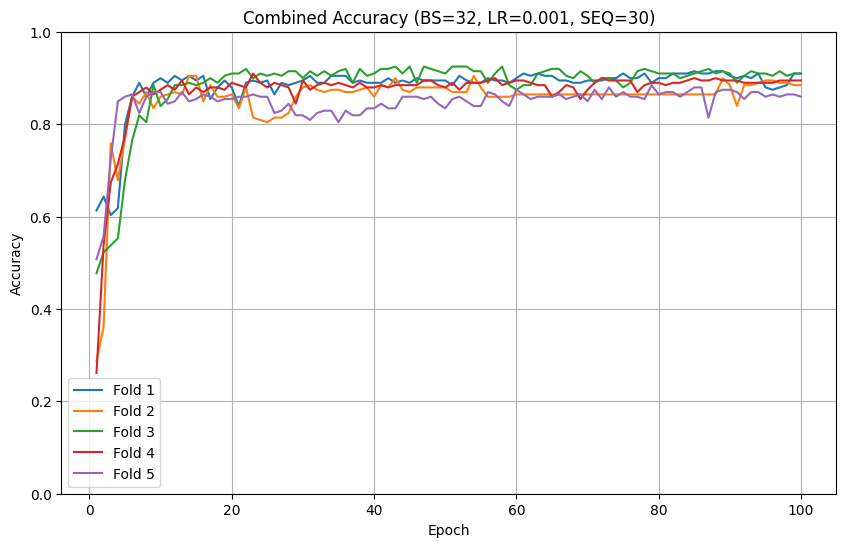 Combined Accuracy (BS=32, LR=0.001, SEQ=30)
1.0
0.8
0.6
0.4
0.2
0.0
Accuracy
Fold 1
Fold 2
Fold 3
Fold 4
Fold 5
0 20 40 60 80 100
Epoch